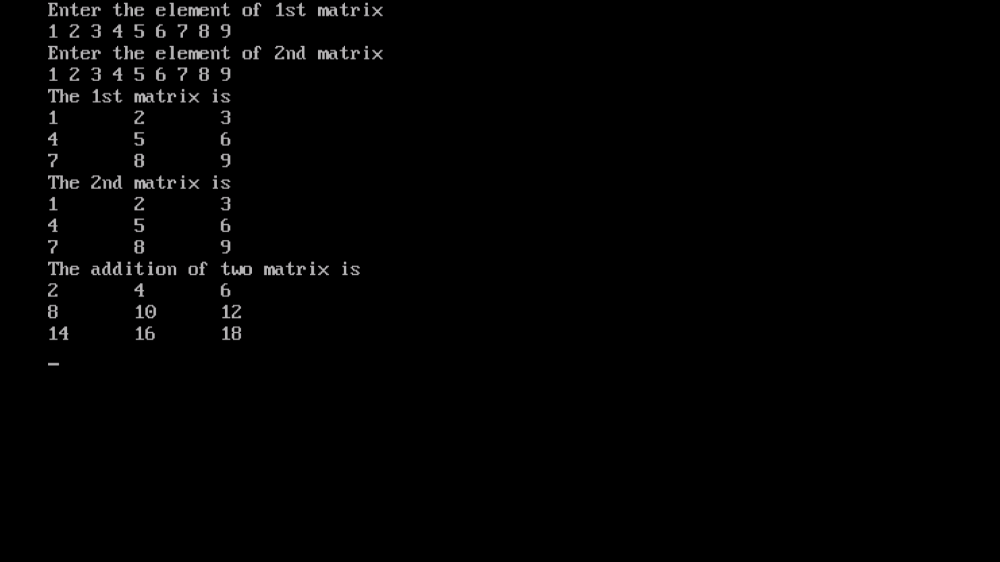 Enter the element of 1st matrix
1 2 3 4 5 6 7 8 9
Enter the element of 2nd matrix
1 2 3 4 5 6 7 8 9
The 1st matrix is
1 2 3
4 5 6
7 8 9
The 2nd matrix is
1 2 3
4 5 6
7 8 9
The addition of two matrix is
2 4 6
8 10 12
14 16 18
_